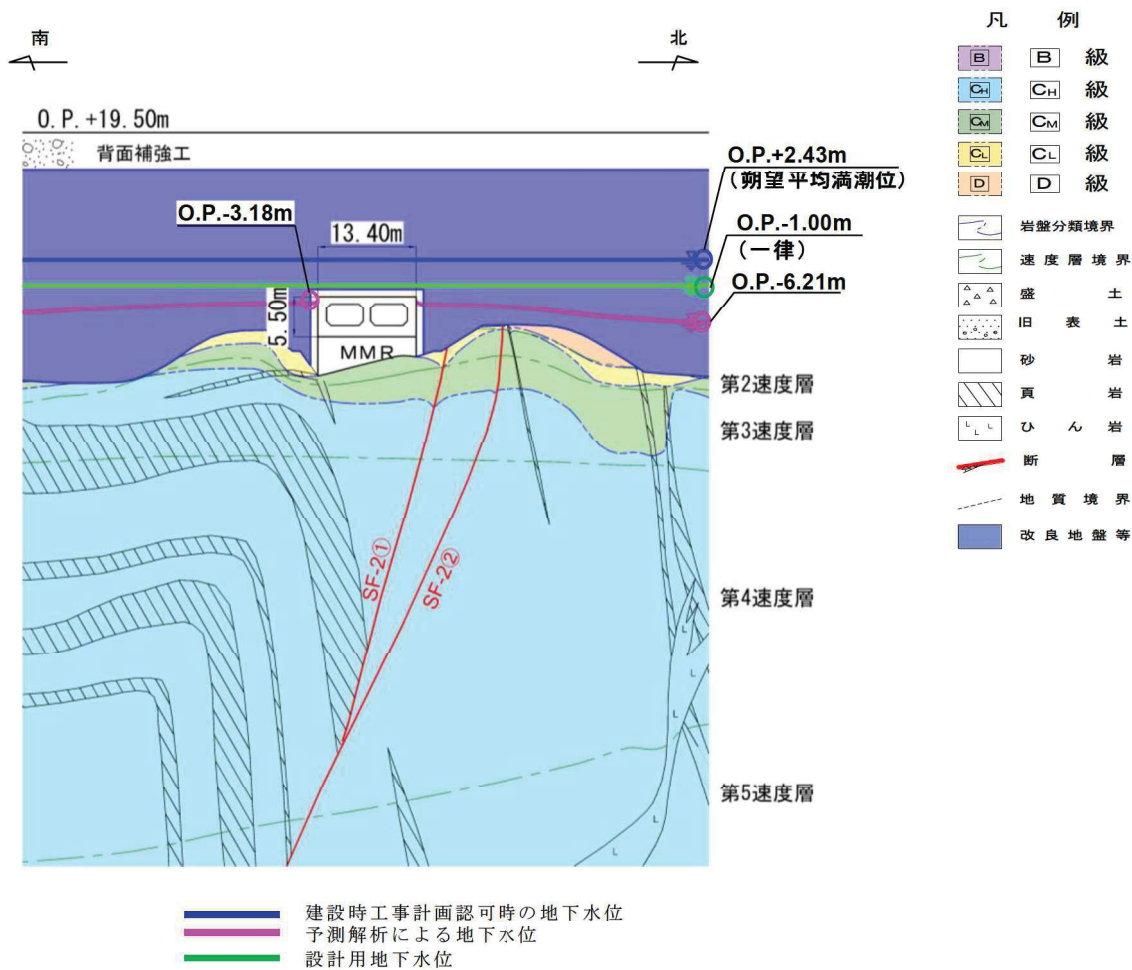 南
北
O.P.+19.50m
背面補強工
O.P.+2.43m
(朔望平均満潮位)
O.P.-3.18m
O.P.-1.00m
(一律)
13.40m
O.P.-6.21m
5.50m
MMR
第2速度層
第3速度層
SF-2①
SF-2②
第4速度層
第5速度層
L
L
L
L
凡 例
B B 級
CH CH 級
CM CM 級
CL CL 級
D D 級
岩盤分類境界
速度層境界
盛土
旧表土
砂岩
頁岩
L L L ひん岩
断層
地質境界
改良地盤等
建設時工事計画認可時の地下水位
予測解析による地下水位
設計用地下水位